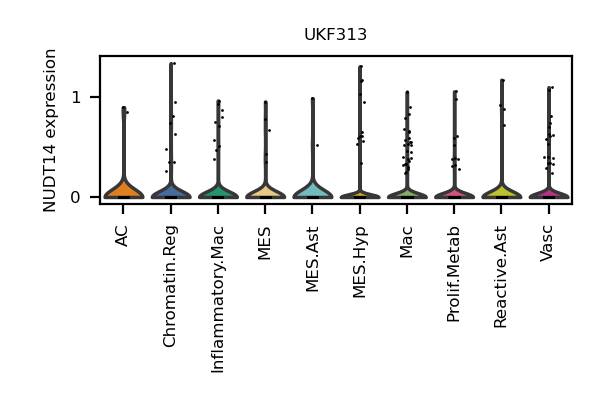 UKF313
NUDT14 expression
1
0
AC
Chromatin.Reg
Inflammatory.Mac
MES
MES.Ast
MES.Hyp
Mac
Prolif.Metab
Reactive.Ast
Vasc